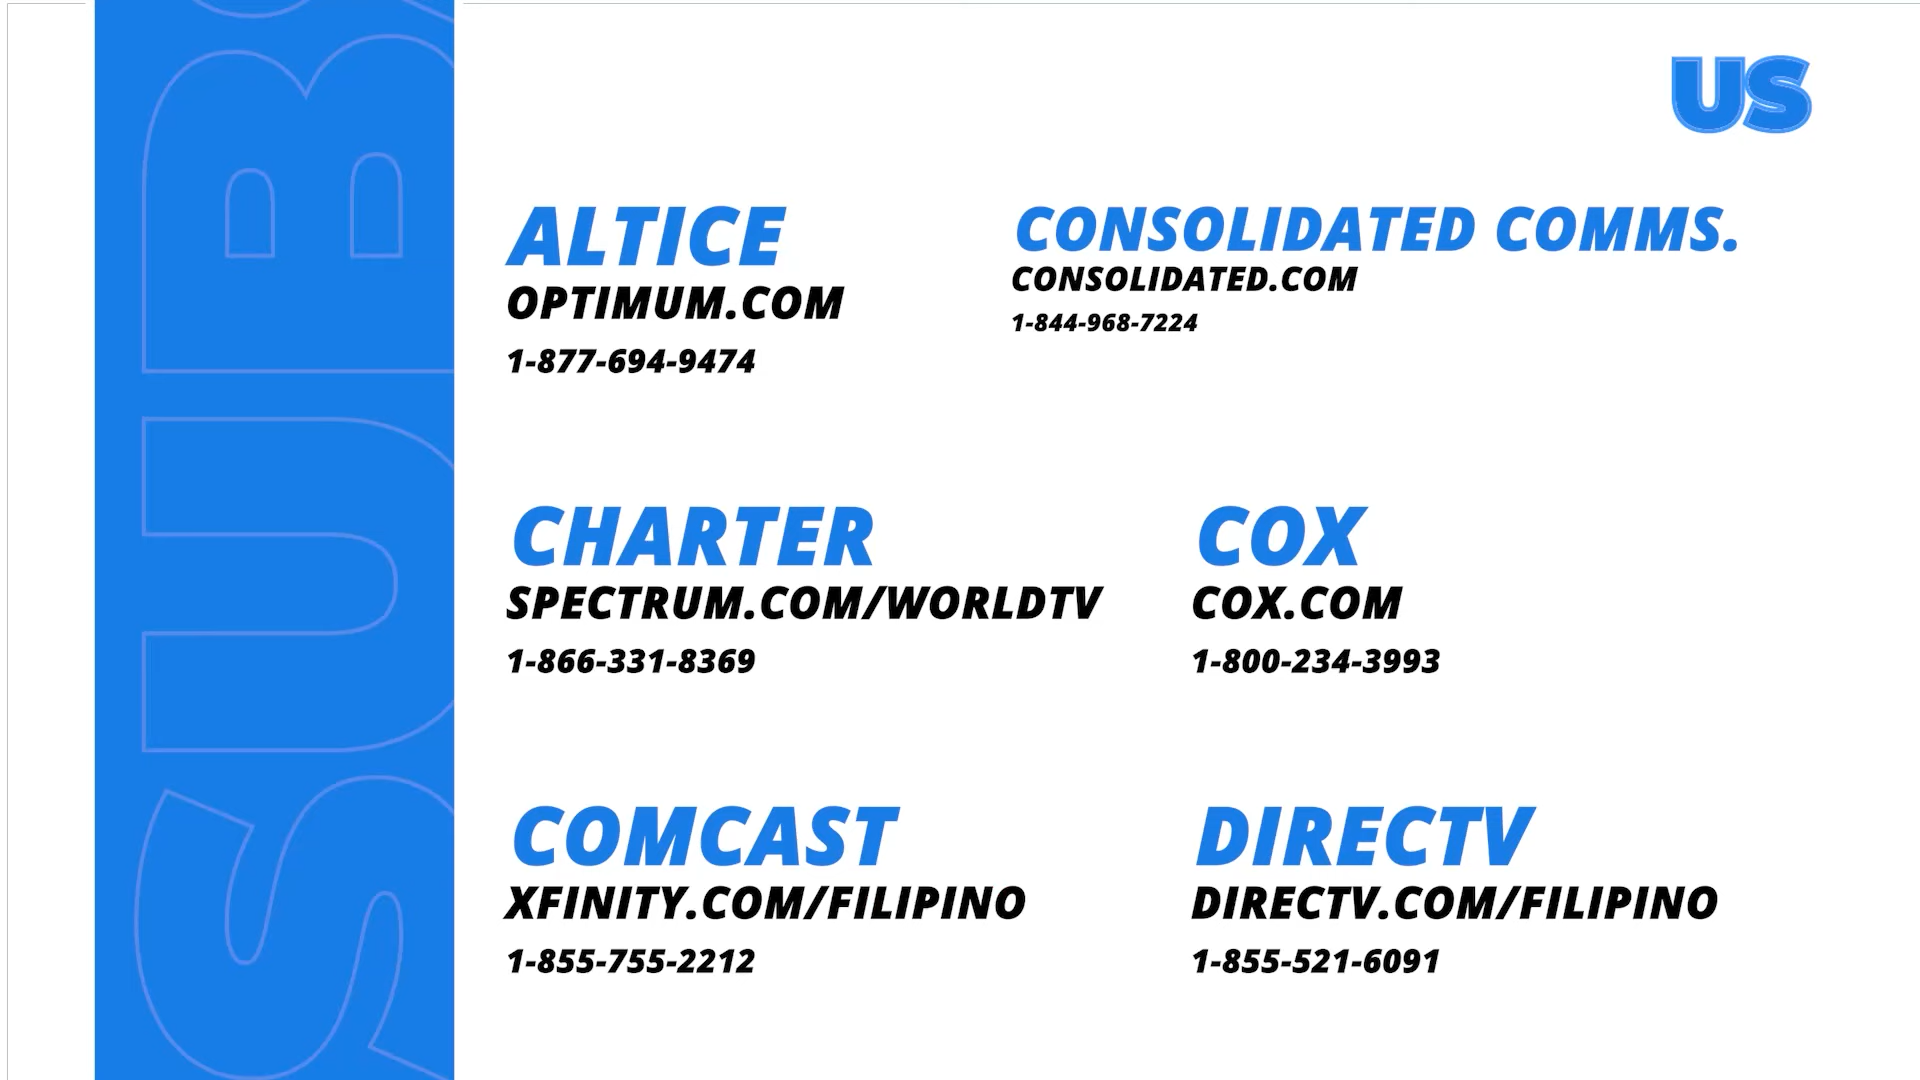 US
SUB
ALTICE
OPTIMUM.COM
1-877-694-9474
CONSOLIDATED COMMS.
CONSOLIDATED.COM
1-844-968-7224
CHARTER
SPECTRUM.COM/WORLDTV
1-866-331-8369
COX
COX.COM
1-800-234-3993
COMCAST
XFINITY.COM/FILIPINO
1-855-755-2212
DIRECTV
DIRECTV.COM/FILIPINO
1-855-521-6091